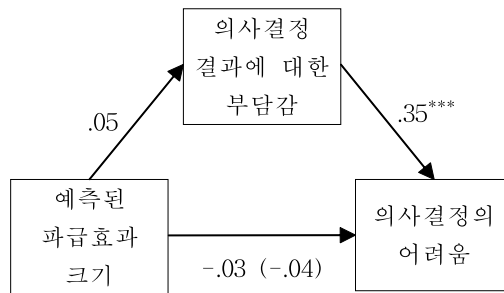 의사결정
결과에 대한
부담감
.05
.35***
예측된
파급효과
크기
의사결정의
어려움
-.03 (-.04)